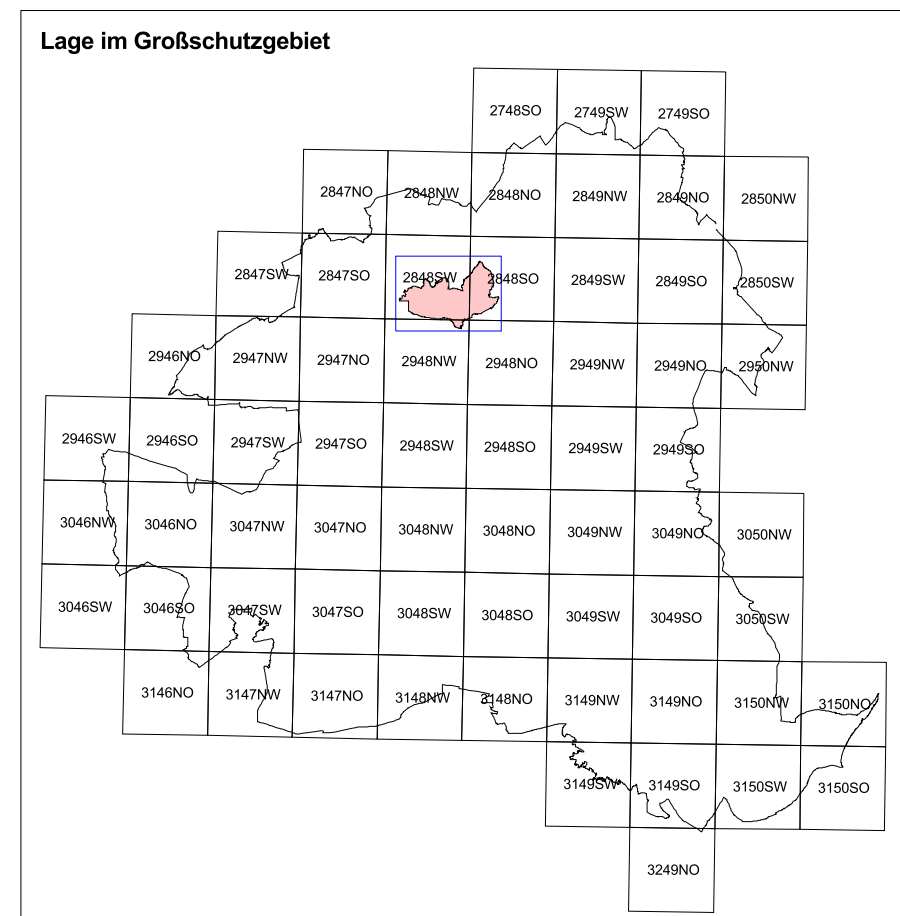 Lage im Großschutzgebiet
2748SO 2749SW 2749SO
2847NO 2848NW 2848NO 2849NW 2849NO 2850NW
2847SW 2847SO 2848SW 2848SO 2849SW 2849SO 2850SW
2946NO 2947NW 2947NO 2948NW 2948NO 2949NW 2949NO 2950NW
2946SW 2946SO 2947SW 2947SO 2948SW 2948SO 2949SW 2949SO
3046NW 3046NO 3047NW 3047NO 3048NW 3048NO 3049NW 3049NO 3050NW
3046SW 3046SO 3047SW 3047SO 3048SW 3048SO 3049SW 3049SO 3050SW
3146NO 3147NW 3147NO 3148NW 3148NO 3149NW 3149NO 3150NW 3150NO
3149SW 3149SO 3150SW 3150SO
3249NO